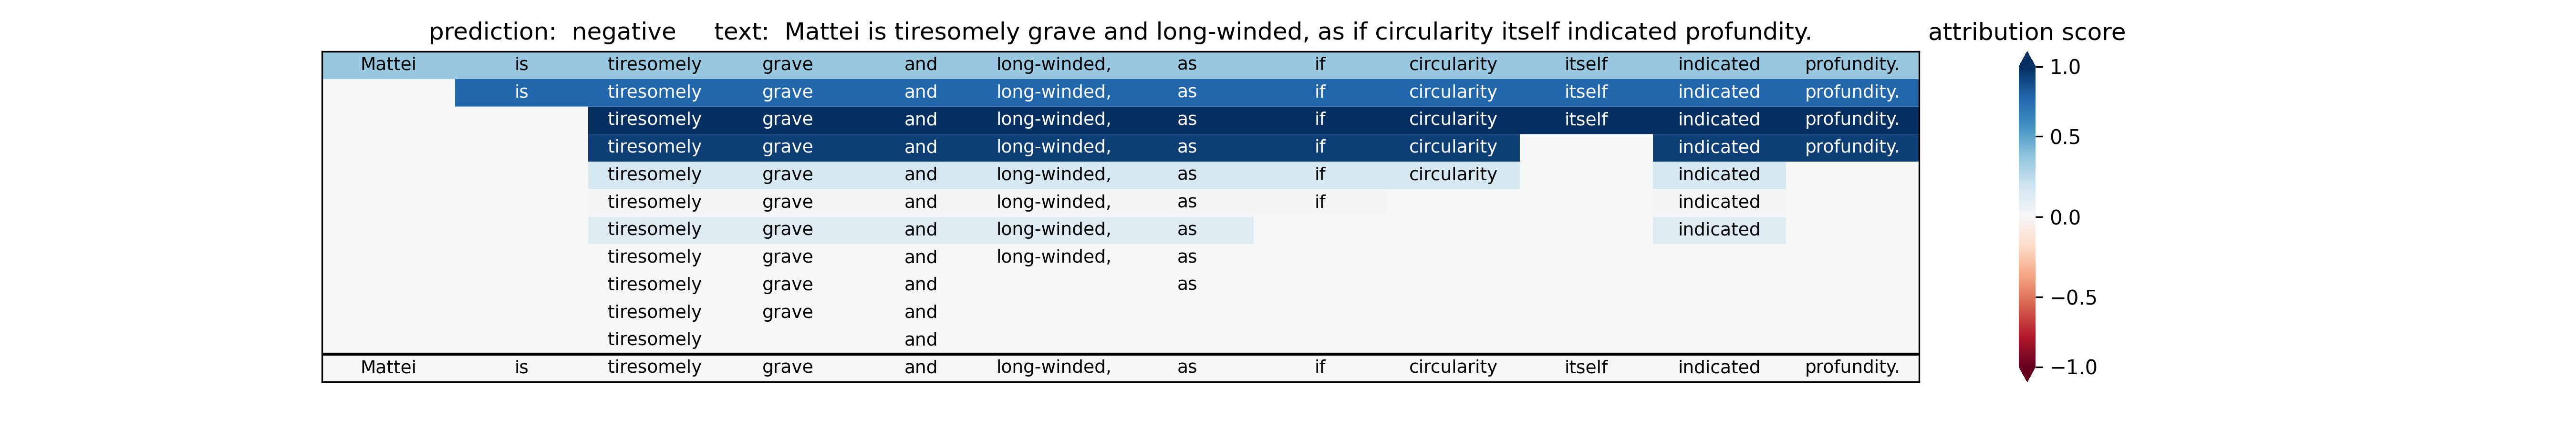 prediction:  negative     text:  Mattei is tiresomely grave and long-winded, as if circularity itself indicated profundity.
attribution score
Mattei is tiresomely grave and long-winded, as if circularity itself indicated profundity.
is tiresomely grave and long-winded, as if circularity itself indicated profundity.
tiresomely grave and long-winded, as if circularity itself indicated profundity.
tiresomely grave and long-winded, as if circularity indicated profundity.
tiresomely grave and long-winded, as if circularity indicated
tiresomely grave and long-winded, as if indicated
tiresomely grave and long-winded, as indicated
tiresomely grave and long-winded, as
tiresomely grave and as
tiresomely grave and
tiresomely and
Mattei is tiresomely grave and long-winded, as if circularity itself indicated profundity.
1.0
0.5
0.0
−0.5
−1.0